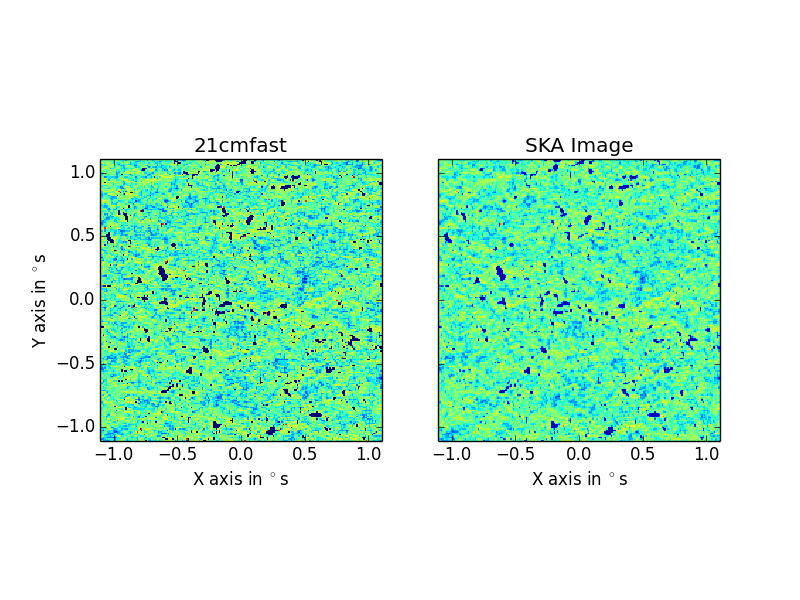 21cmfast
SKA Image
1.0
0.5
0.0
−0.5
−1.0
Y axis in °s
−1.0 −0.5 0.0 0.5 1.0
−1.0 −0.5 0.0 0.5 1.0
X axis in °s
X axis in °s